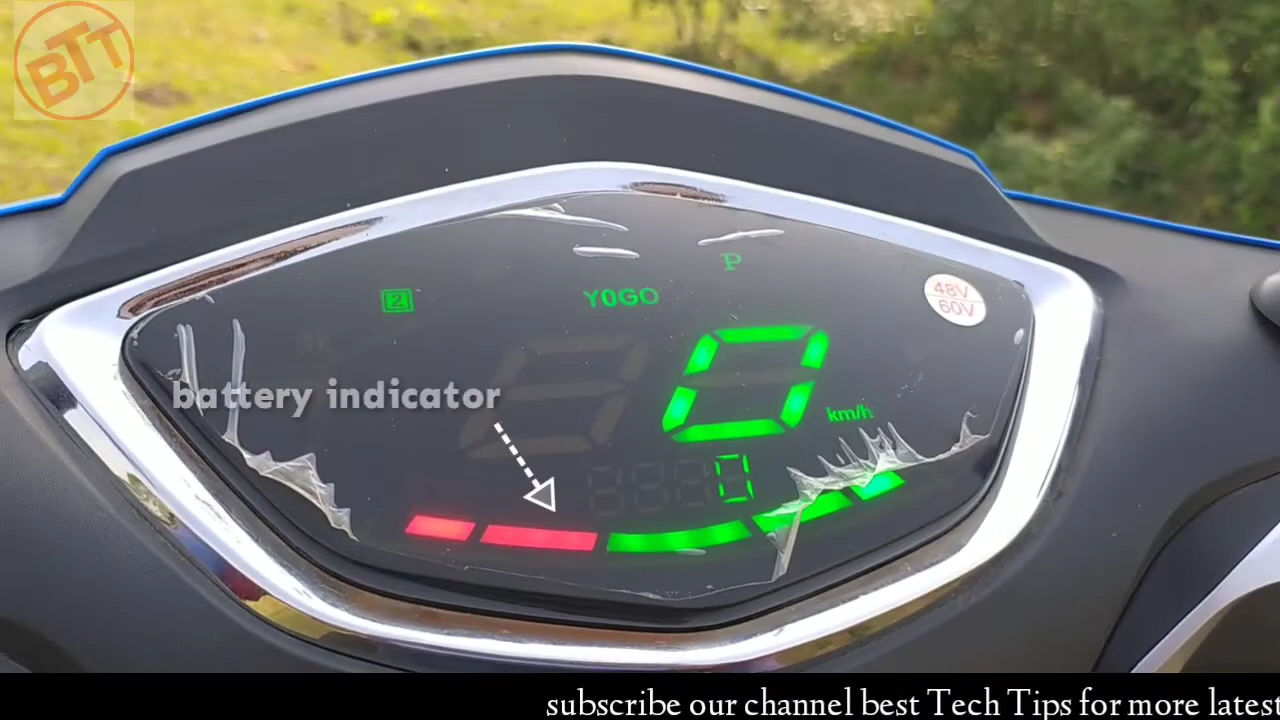 BTT
P
2
YOGO
48V
60V
0
km/h
battery indicator
0
subscribe our channel best Tech Tips for more latest